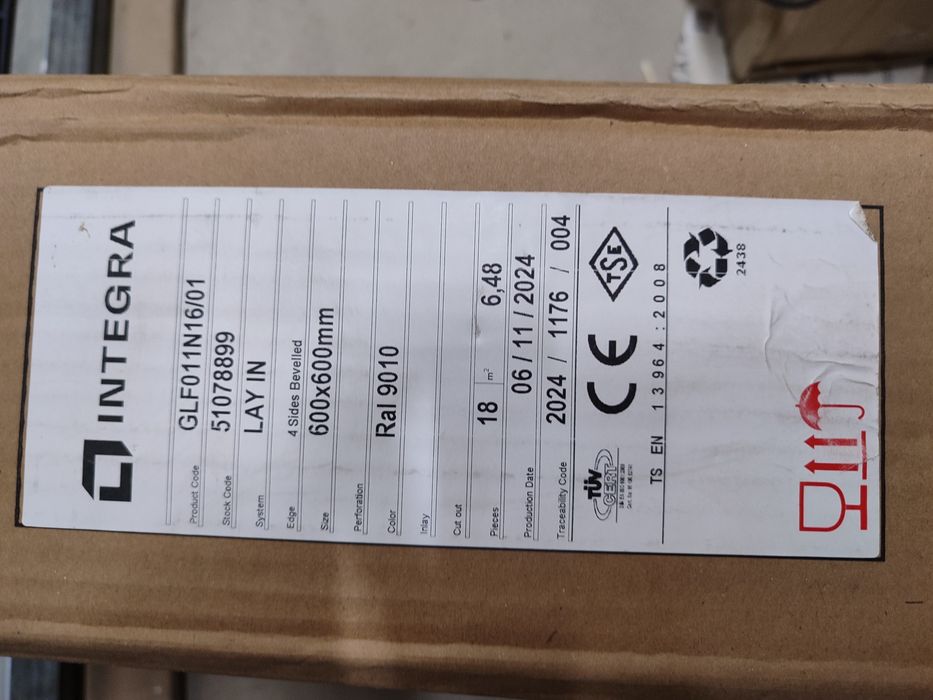 INTEGRA
Product Code GLF011N16/01
Stock Code 51078899
System LAY IN
Edge 4 Sides Bevelled
Size 600x600mm
Perforation
Color Ral 9010
Inlay
Cut out
Pieces 18 m² 6,48
Production Date 06 / 11 / 2024
Traceability Code 2024 / 1176 / 004
TÜV
CERT
CE
TSE
TS EN 13964:2008
2438